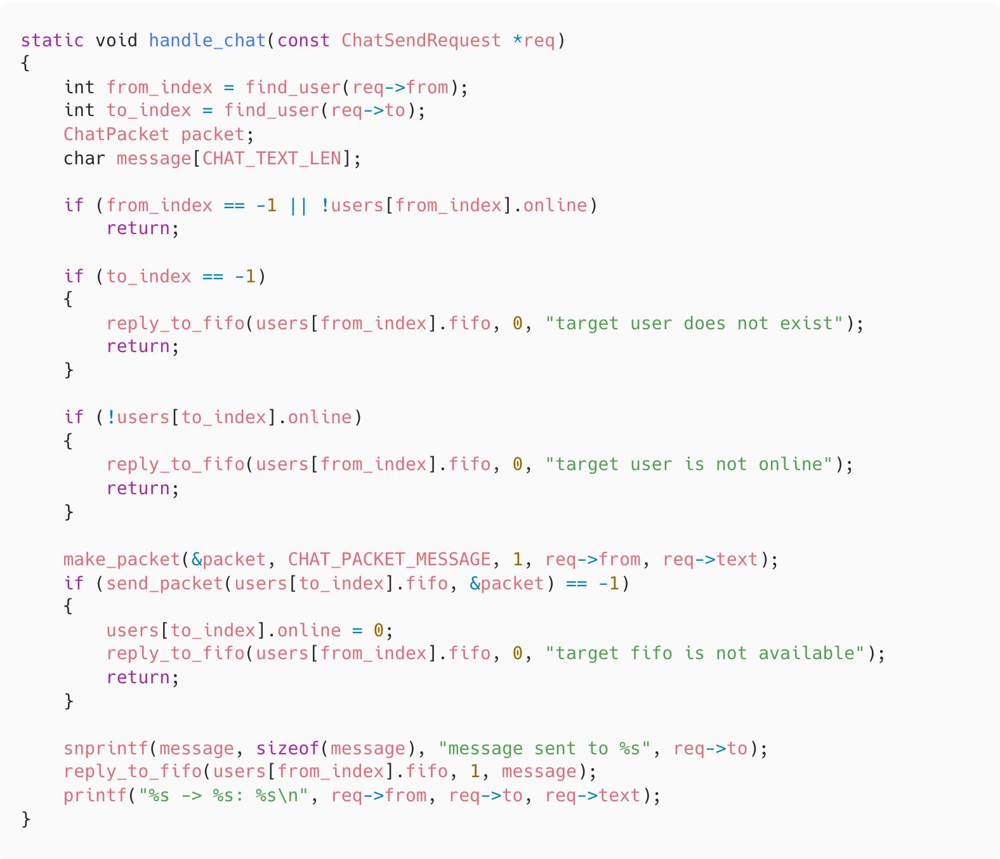 static void handle_chat(const ChatSendRequest *req)
{
    int from_index = find_user(req->from);
    int to_index = find_user(req->to);
    ChatPacket packet;
    char message[CHAT_TEXT_LEN];

    if (from_index == -1 || !users[from_index].online)
        return;

    if (to_index == -1)
    {
        reply_to_fifo(users[from_index].fifo, 0, "target user does not exist");
        return;
    }

    if (!users[to_index].online)
    {
        reply_to_fifo(users[from_index].fifo, 0, "target user is not online");
        return;
    }

    make_packet(&packet, CHAT_PACKET_MESSAGE, 1, req->from, req->text);
    if (send_packet(users[to_index].fifo, &packet) == -1)
    {
        users[to_index].online = 0;
        reply_to_fifo(users[from_index].fifo, 0, "target fifo is not available");
        return;
    }

    snprintf(message, sizeof(message), "message sent to %s", req->to);
    reply_to_fifo(users[from_index].fifo, 1, message);
    printf("%s -> %s: %s\n", req->from, req->to, req->text);
}